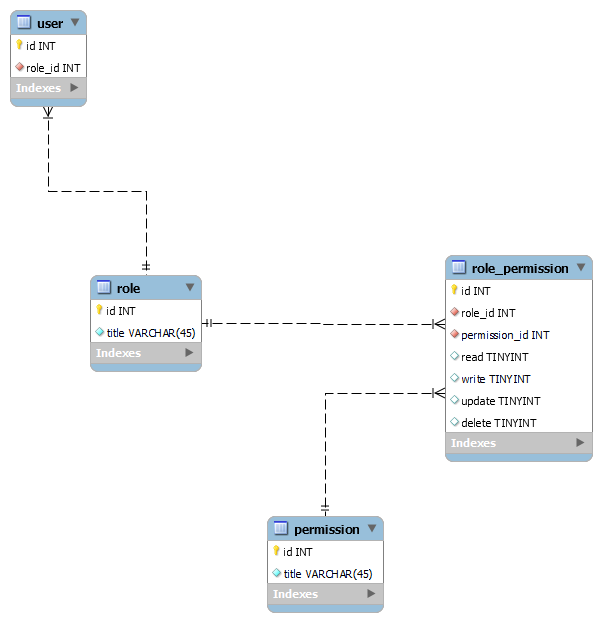 user
id INT
role_id INT
Indexes
role
id INT
title VARCHAR(45)
Indexes
role_permission
id INT
role_id INT
permission_id INT
read TINYINT
write TINYINT
update TINYINT
delete TINYINT
Indexes
permission
id INT
title VARCHAR(45)
Indexes